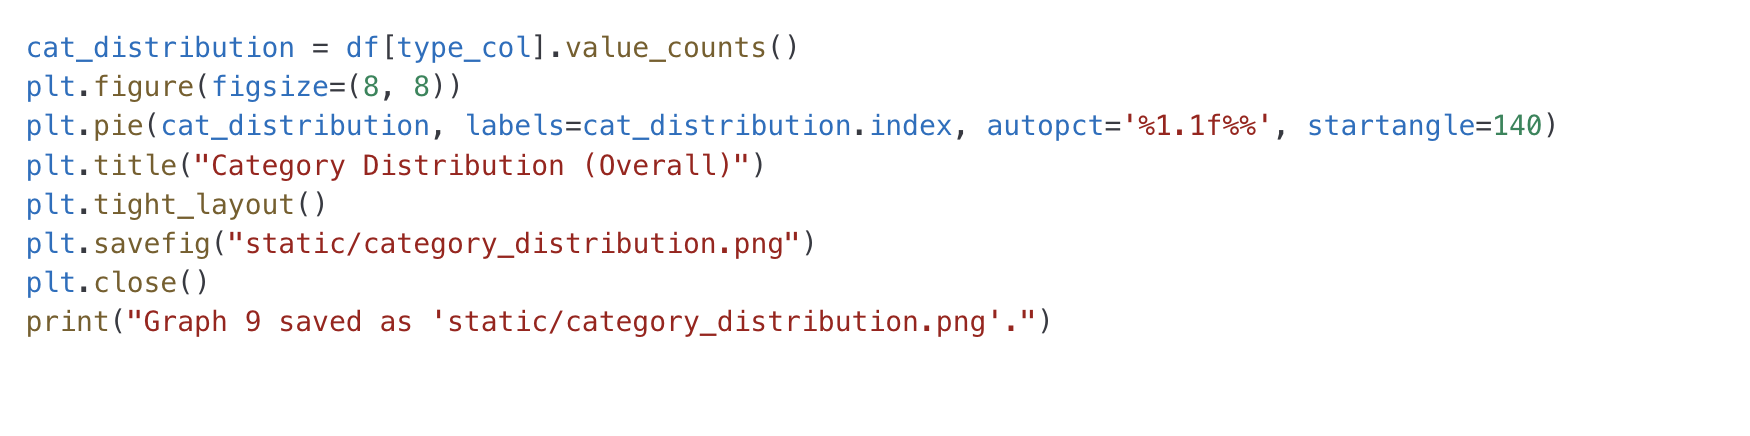 cat_distribution = df[type_col].value_counts()
plt.figure(figsize=(8, 8))
plt.pie(cat_distribution, labels=cat_distribution.index, autopct='%1.1f%%', startangle=140)
plt.title("Category Distribution (Overall)")
plt.tight_layout()
plt.savefig("static/category_distribution.png")
plt.close()
print("Graph 9 saved as 'static/category_distribution.png'.")